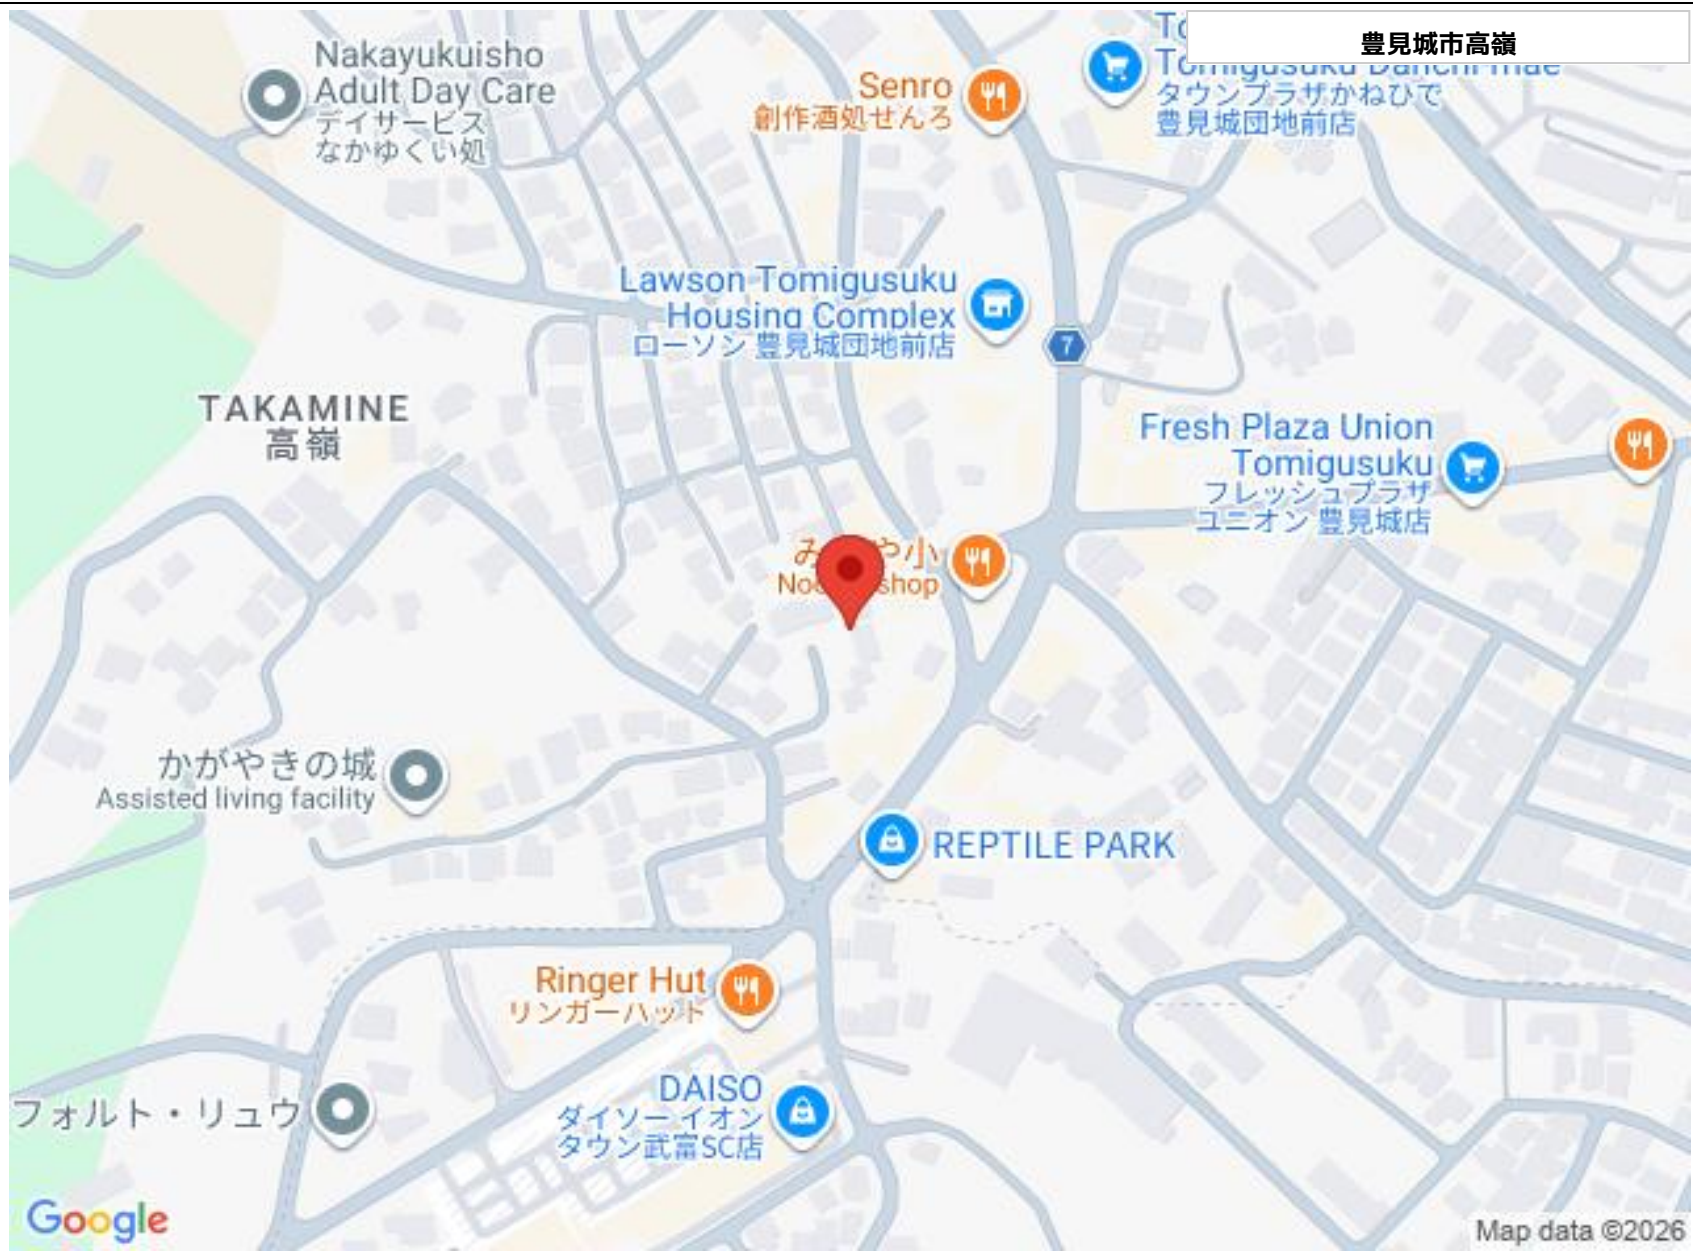 豊見城市高嶺
Nakayukuisho
Adult Day Care
デイサービス
なかゆくい処
Senro
創作酒処せんろ
Tomigusuku Danchi mae
タウンプラザかねひで
豊見城団地前店
Lawson Tomigusuku
Housing Complex
ローソン 豊見城団地前店
7
TAKAMINE
高嶺
Fresh Plaza Union
Tomigusuku
フレッシュプラザ
ユニオン 豊見城店
や小
shop
かがやきの城
Assisted living facility
REPTILE PARK
Ringer Hut
リンガーハット
DAISO
ダイソー イオン
タウン武富SC店
フォルト・リュウ
Google
Map data ©2026